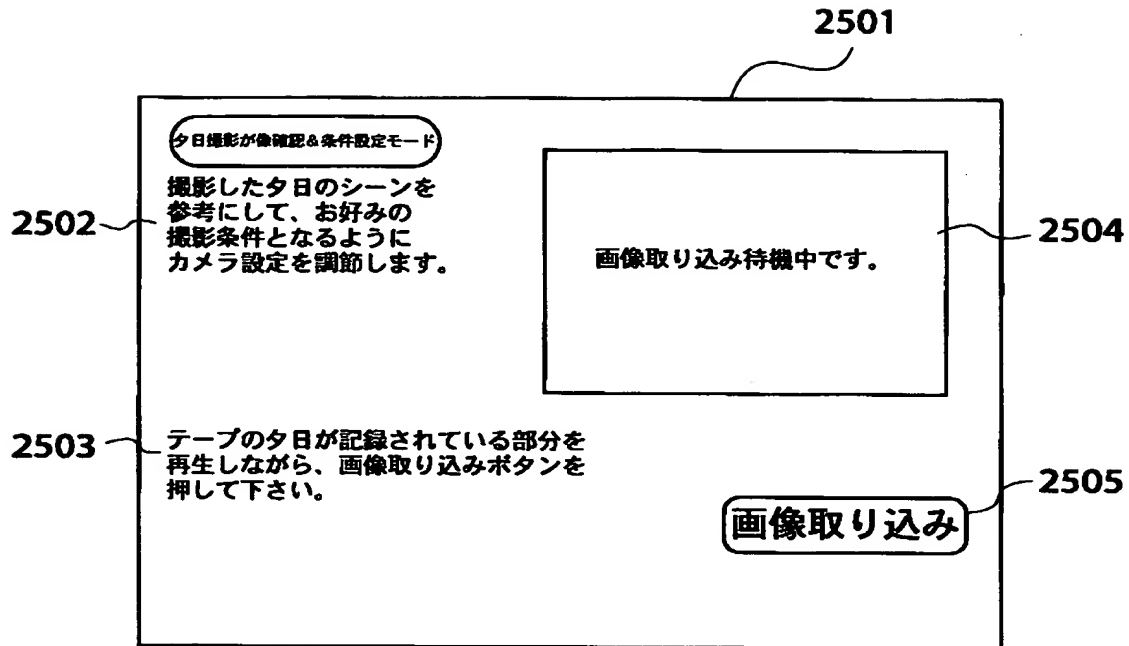 2501
夕日撮影が像確認&条件設定モード
2502
撮影した夕日のシーンを
参考にして、お好みの
撮影条件となるように
カメラ設定を調節します。
画像取り込み待機中です。
2504
2503
テープの夕日が記録されている部分を
再生しながら、画像取り込みボタンを
押して下さい。
2505
画像取り込み